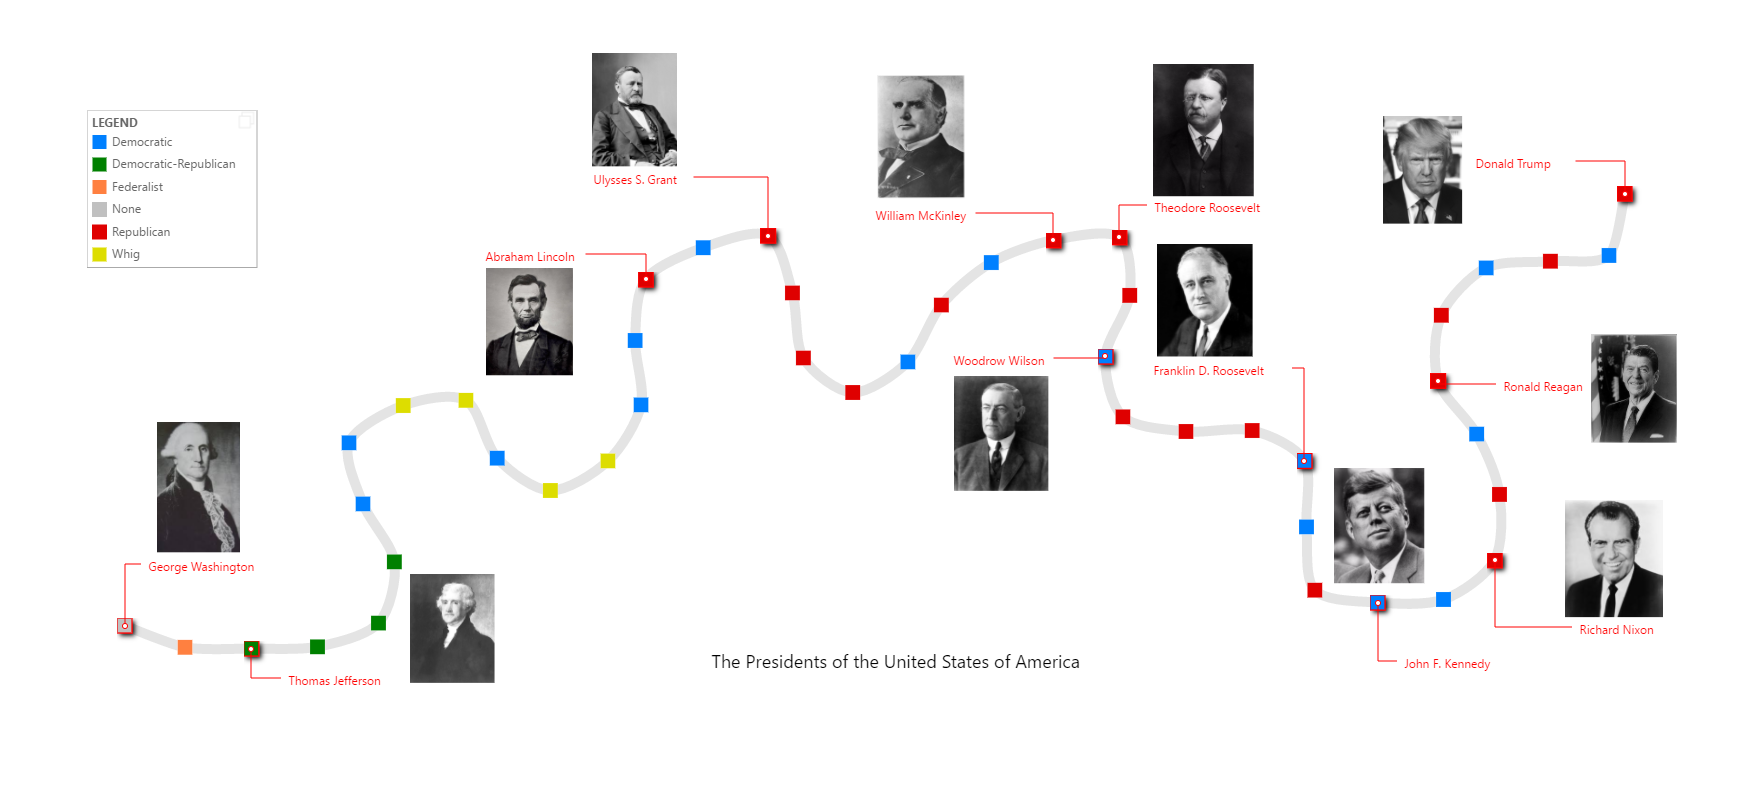 LEGEND
Democratic
Democratic-Republican
Federalist
None
Republican
Whig
Ulysses S. Grant
William McKinley
Theodore Roosevelt
Donald Trump
Abraham Lincoln
Woodrow Wilson
Franklin D. Roosevelt
Ronald Reagan
George Washington
Richard Nixon
The Presidents of the United States of America
John F. Kennedy
Thomas Jefferson